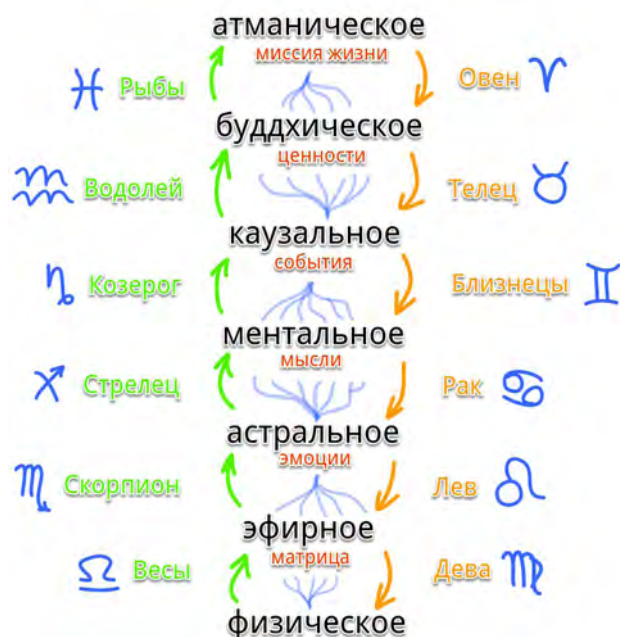 атманическое
миссия жизни
Рыбы
Овен
буддхическое
ценности
Водолей
Телец
каузальное
события
Козерог
Близнецы
ментальное
мысли
Стрелец
Рак
астральное
эмоции
Скорпион
Лев
эфирное
матрица
Весы
Дева
физическое